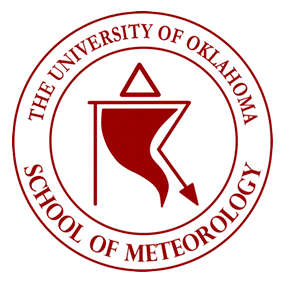 THE UNIVERSITY OF OKLAHOMA
SCHOOL OF METEOROLOGY